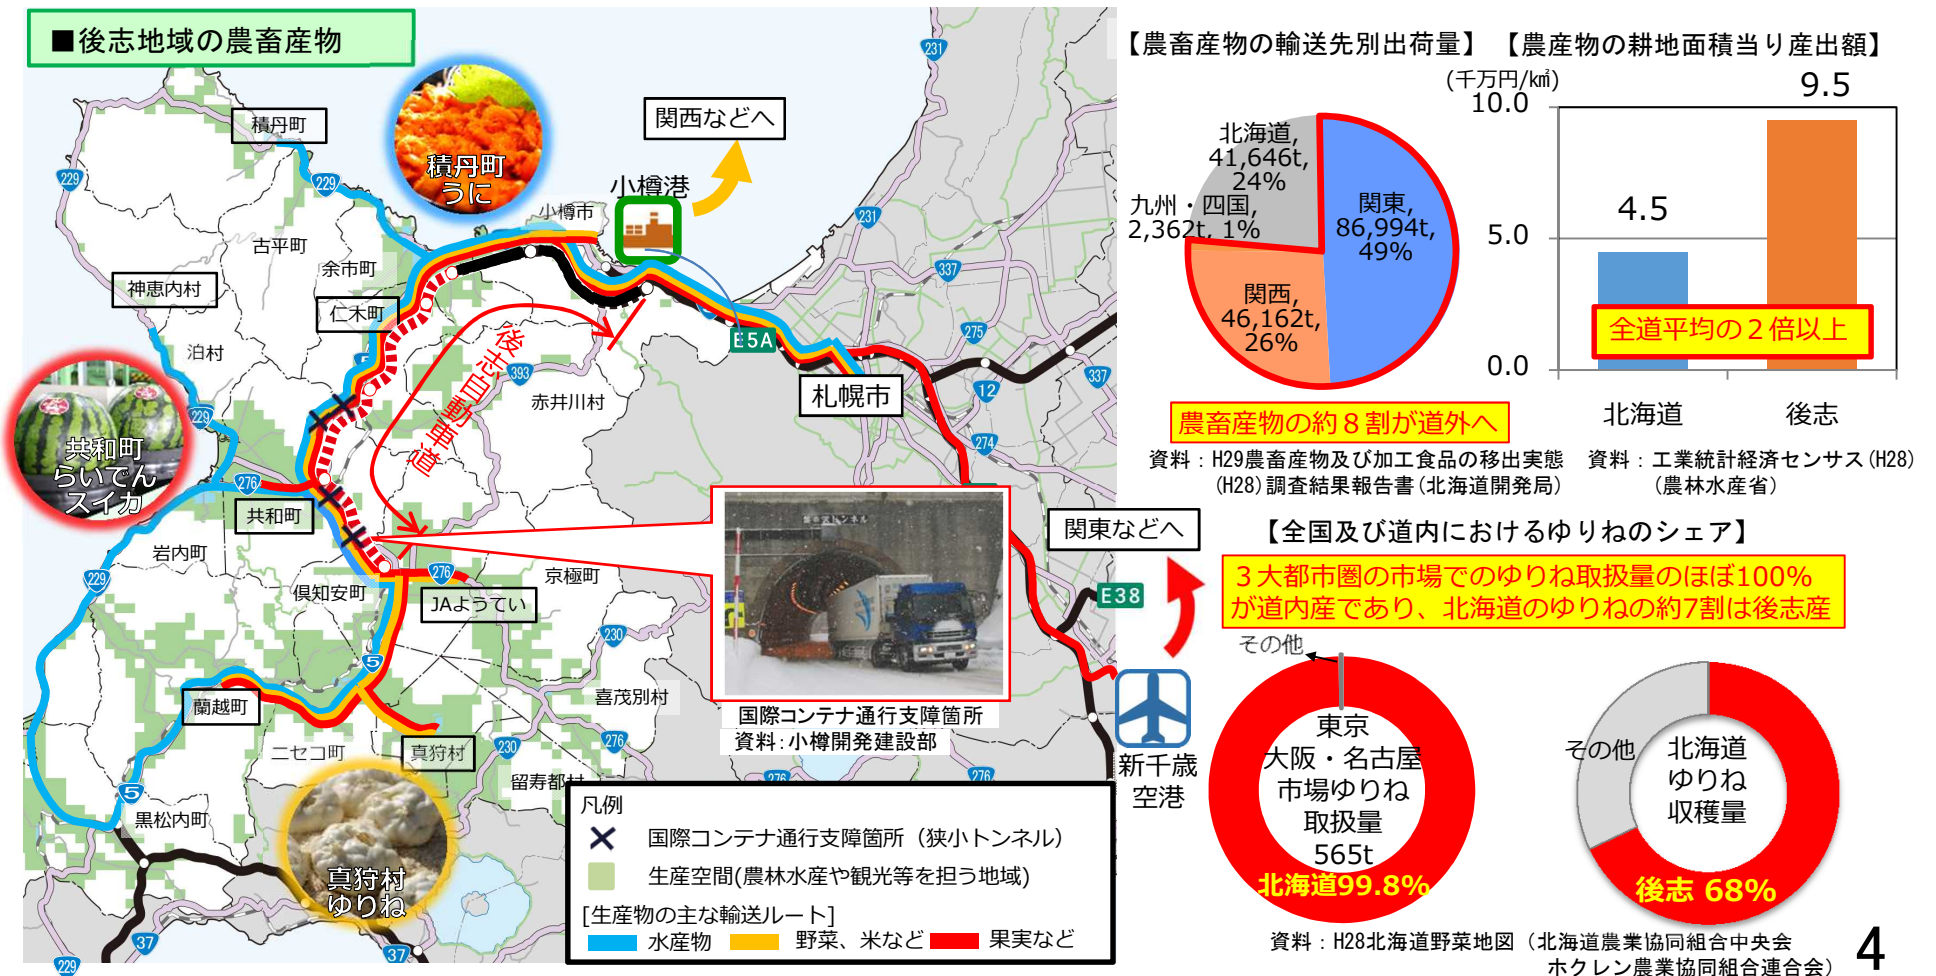 ■後志地域の農畜産物
積丹町
229
229
積丹町
うに
関西などへ
小樽港
小樽市
231
231
337
古平町
余市町
神恵内村
仁木町
泊村
5
E5A
275
337
12
274
札幌市
393
赤井川村
後志自動車道
共和町
らいでん
スイカ
229
276
共和町
岩内町
229
倶知安町
276
JAようてい
京極町
230
喜茂別村
5
蘭越町
ニセコ町
真狩村
230
276
留寿都村
276
276
5
黒松内町
真狩村
ゆりね
37
37
229
国際コンテナ通行支障箇所
資料:小樽開発建設部
関東などへ
E38
新千歳
空港
凡例
国際コンテナ通行支障箇所（狭小トンネル）
生産空間(農林水産や観光等を担う地域)
[生産物の主な輸送ルート]
水産物 野菜、米など 果実など
【農畜産物の輸送先別出荷量】
北海道,
41,646t,
24%
九州・四国,
2,362t, 1%
関東,
86,994t,
49%
関西,
46,162t,
26%
農畜産物の約８割が道外へ
資料：H29農畜産物及び加工食品の移出実態
(H28)調査結果報告書(北海道開発局)
【農産物の耕地面積当り産出額】
(千万円/k㎡)
10.0
5.0
0.0
4.5
9.5
全道平均の２倍以上
北海道 後志
資料：工業統計経済センサス(H28)
(農林水産省)
【全国及び道内におけるゆりねのシェア】
３大都市圏の市場でのゆりね取扱量のほぼ100%
が道内産であり、北海道のゆりねの約7割は後志産
その他
東京
大阪・名古屋
市場ゆりね
取扱量
565t
北海道99.8%
その他
北海道
ゆりね
収穫量
後志 68%
資料：H28北海道野菜地図（北海道農業協同組合中央会
ホクレン農業協同組合連合会）
4